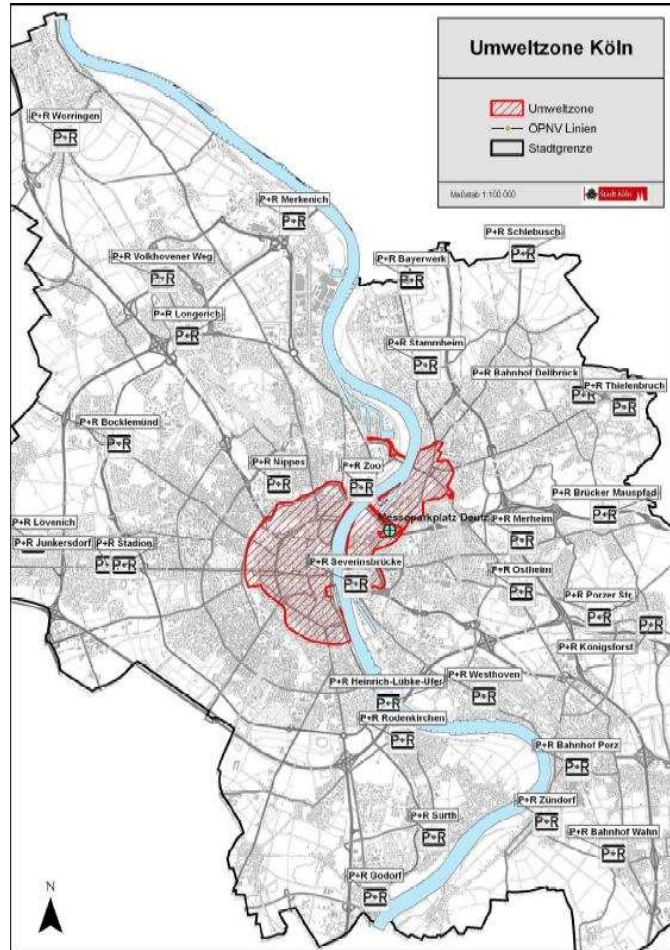 Umweltzone Köln
Umweltzone
ÖPNV Linien
Stadtgrenze
Maßstab 1:100.000
Stadt Köln
P+R Worringen
P+R
P+R Merkenich
P+R
P+R Schlebusch
P+R
P+R Volkhovener Weg
P+R
P+R Bayerwerk
P+R
P+R Longerich
P+R
P+R Stammheim
P+R
P+R Bahnhof Dellbrück
P+R
P+R Thielenbruch
P+R
P+R Bocklemünd
P+R
P+R Nippes
P+R
P+R Zoo
P+R
P+R Brücker Mauspfad
P+R
P+R Lövenich
Messeparkplatz Deutz
P+R Merheim
P+R
P+R Junkersdorf
P+R Stadion
P+R
P+R Severinsbrücke
P+R
P+R Ostheim
P+R
P+R Porzer Str.
P+R
P+R Königsforst
P+R
P+R Heinrich-Lübke-Ufer
P+R
P+R Westhoven
P+R
P+R Rodenkirchen
P+R
P+R Bahnhof Porz
P+R
P+R Zündorf
P+R
P+R Sürth
P+R
P+R Bahnhof Wahn
P+R
P+R Godorf
P+R
N